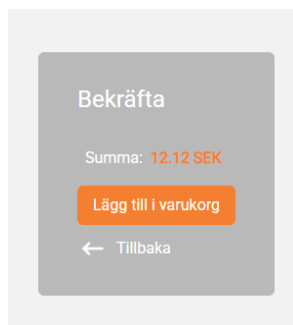 Bekräfta
Summa: 12.12 SEK
Lägg till i varukorg
Tillbaka